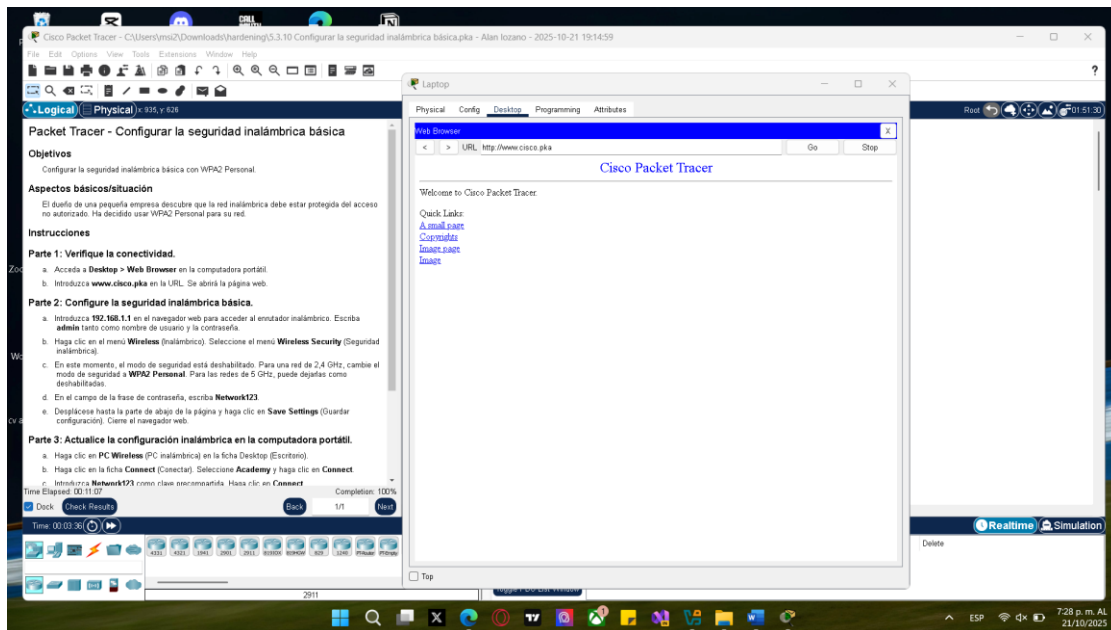 CALL
Cisco Packet Tracer - C:\Users\msi2\Downloads\hardening\5.3.10 Configurar la seguridad inalámbrica básica.pka - Alan lozano - 2025-10-21 19:14:59
File Edit Options View Tools Extensions Window Help
?
Logical Physical x: 935, y: 626
Root 01:51:30
Packet Tracer - Configurar la seguridad inalámbrica básica
Objetivos
Configurar la seguridad inalámbrica básica con WPA2 Personal.
Aspectos básicos/situación
El dueño de una pequeña empresa descubre que la red inalámbrica debe estar protegida del acceso
no autorizado. Ha decidido usar WPA2 Personal para su red.
Instrucciones
Parte 1: Verifique la conectividad.
a. Acceda a Desktop > Web Browser en la computadora portátil.
b. Introduzca www.cisco.pka en la URL. Se abrirá la página web.
Parte 2: Configure la seguridad inalámbrica básica.
a. Introduzca 192.168.1.1 en el navegador web para acceder al enrutador inalámbrico. Escriba
admin tanto como nombre de usuario y la contraseña.
b. Haga clic en el menú Wireless (Inalámbrico). Seleccione el menú Wireless Security (Seguridad
inalámbrica).
c. En este momento, el modo de seguridad está deshabilitado. Para una red de 2,4 GHz, cambie el
modo de seguridad a WPA2 Personal. Para las redes de 5 GHz, puede dejarlas como
deshabilitadas.
d. En el campo de la frase de contraseña, escriba Network123.
e. Desplácese hasta la parte de abajo de la página y haga clic en Save Settings (Guardar
configuración). Cierre el navegador web.
Parte 3: Actualice la configuración inalámbrica en la computadora portátil.
a. Haga clic en PC Wireless (PC inalámbrica) en la ficha Desktop (Escritorio).
b. Haga clic en la ficha Connect (Conectar). Seleccione Academy y haga clic en Connect.
c. Introduzca Network123 como clave precompartida. Haga clic en Connect
Time Elapsed: 00:11:07 Completion: 100%
Dock Check Results Back 1/1 Next
Time: 00:03:36
Realtime Simulation
4331 4321 1941 2901 2911 819IOX 819HGW 829 1240
2911
Delete
Toggle PDU List Window
Laptop
Physical Config Desktop Programming Attributes
Web Browser X
< > URL http://www.cisco.pka Go Stop
Cisco Packet Tracer
Welcome to Cisco Packet Tracer.
Quick Links:
A small page
Copyrights
Image page
Image
Top
ESP
7:28 p. m. AL
21/10/2025